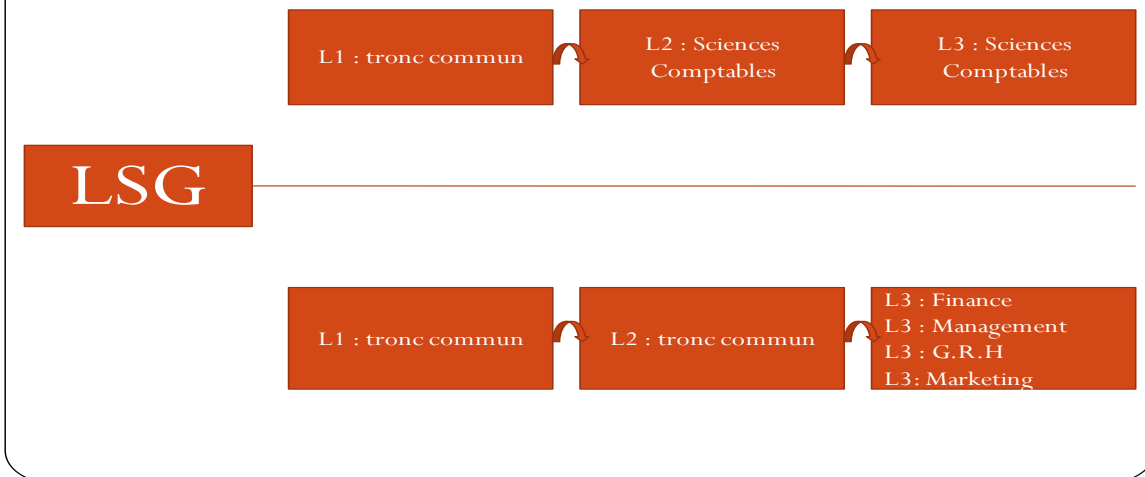 L1 : tronc commun
L2 : Sciences
Comptables
L3 : Sciences
Comptables
LSG
L1 : tronc commun
L2 : tronc commun
L3 : Finance
L3 : Management
L3 : G.R.H
L3: Marketing